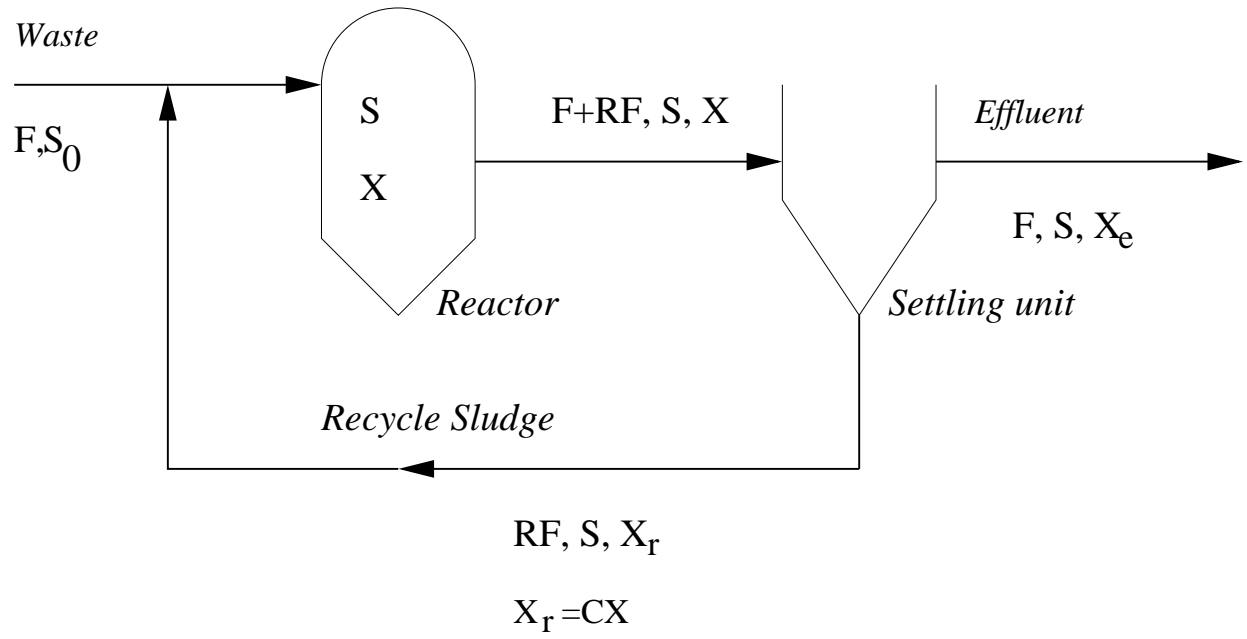 Waste
F,S0
S
X
Reactor
F+RF, S, X
Effluent
F, S, Xe
Settling unit
Recycle Sludge
RF, S, Xr
Xr =CX